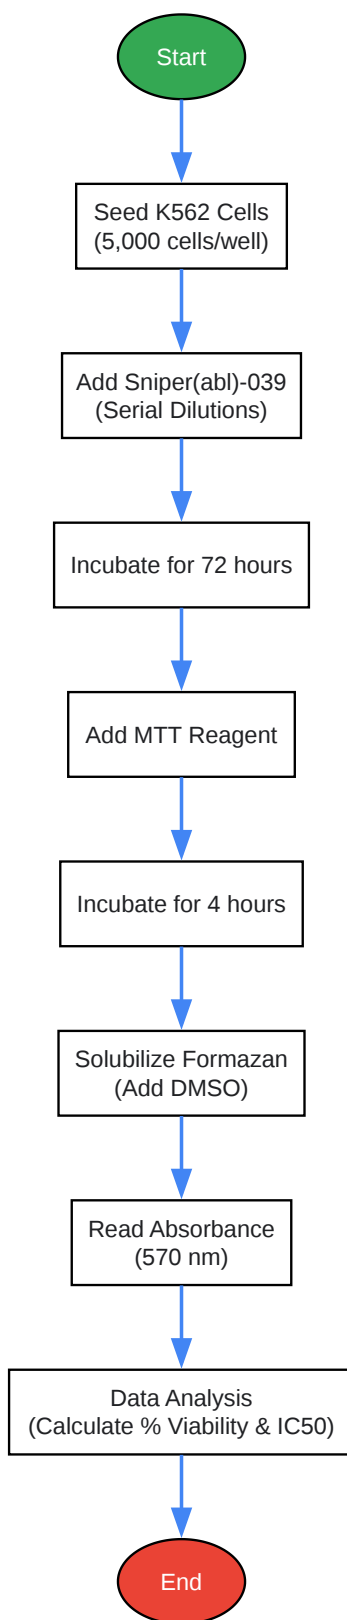 Start
Seed K562 Cells
(5,000 cells/well)
Add Sniper(abl)-039
(Serial Dilutions)
Incubate for 72 hours
Add MTT Reagent
Incubate for 4 hours
Solubilize Formazan
(Add DMSO)
Read Absorbance
(570 nm)
Data Analysis
(Calculate % Viability & IC50)
End